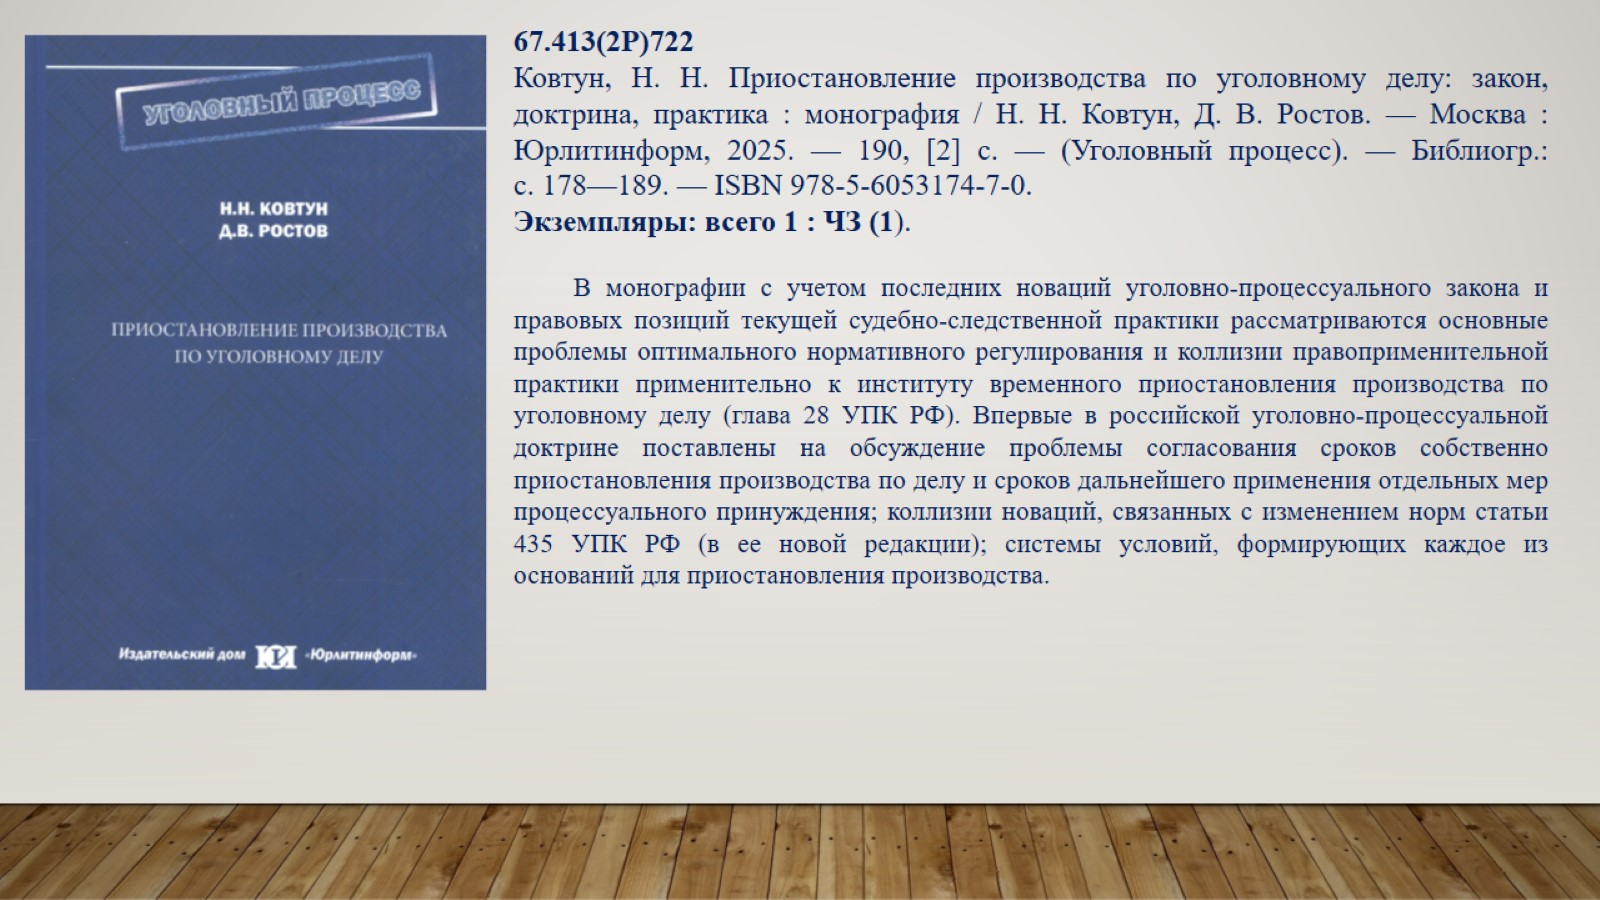 УГОЛОВНЫЙ ПРОЦЕСС
Н.Н. КОВТУН
Д.В. РОСТОВ
ПРИОСТАНОВЛЕНИЕ ПРОИЗВОДСТВА
ПО УГОЛОВНОМУ ДЕЛУ
Издательский дом «Юрлитинформ»
67.413(2Р)722
Ковтун, Н. Н. Приостановление производства по уголовному делу: закон,
доктрина, практика : монография / Н. Н. Ковтун, Д. В. Ростов. — Москва :
Юрлитинформ, 2025. — 190, [2] с. — (Уголовный процесс). — Библиогр.:
с. 178—189. — ISBN 978-5-6053174-7-0.
Экземпляры: всего 1 : ЧЗ (1).
В монографии с учетом последних новаций уголовно-процессуального закона и
правовых позиций текущей судебно-следственной практики рассматриваются основные
проблемы оптимального нормативного регулирования и коллизии правоприменительной
практики применительно к институту временного приостановления производства по
уголовному делу (глава 28 УПК РФ). Впервые в российской уголовно-процессуальной
доктрине поставлены на обсуждение проблемы согласования сроков собственно
приостановления производства по делу и сроков дальнейшего применения отдельных мер
процессуального принуждения; коллизии новаций, связанных с изменением норм статьи
435 УПК РФ (в ее новой редакции); системы условий, формирующих каждое из
оснований для приостановления производства.